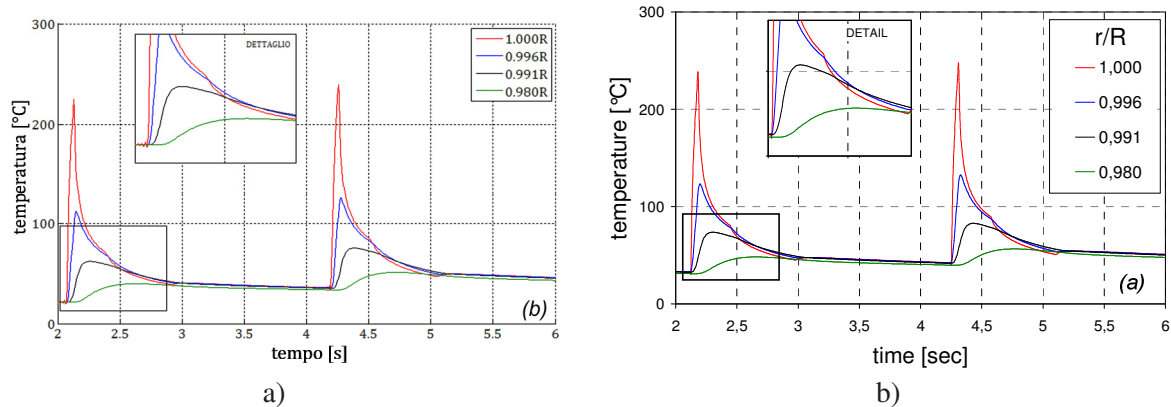 300
200
100
0
2
2.5
3
3.5
4
4.5
5
5.5
6
temperatura [°C]
tempo [s]
DETTAGLIO
1.000R
0.996R
0.991R
0.980R
(b)
a)
300
200
100
0
2
2,5
3
3,5
4
4,5
5
5,5
6
temperature [°C]
time [sec]
DETAIL
r/R
1,000
0,996
0,991
0,980
(a)
b)